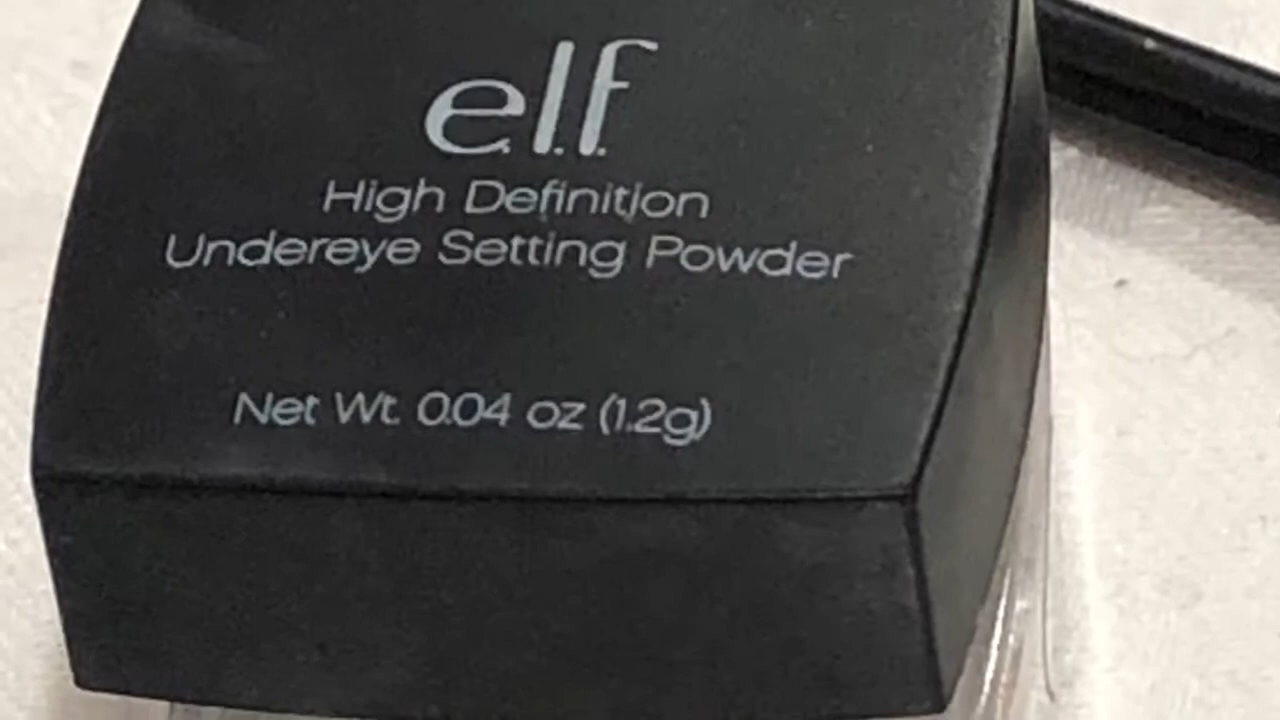 e.l.f.
High Definition
Undereye Setting Powder
Net Wt. 0.04 oz (1.2g)